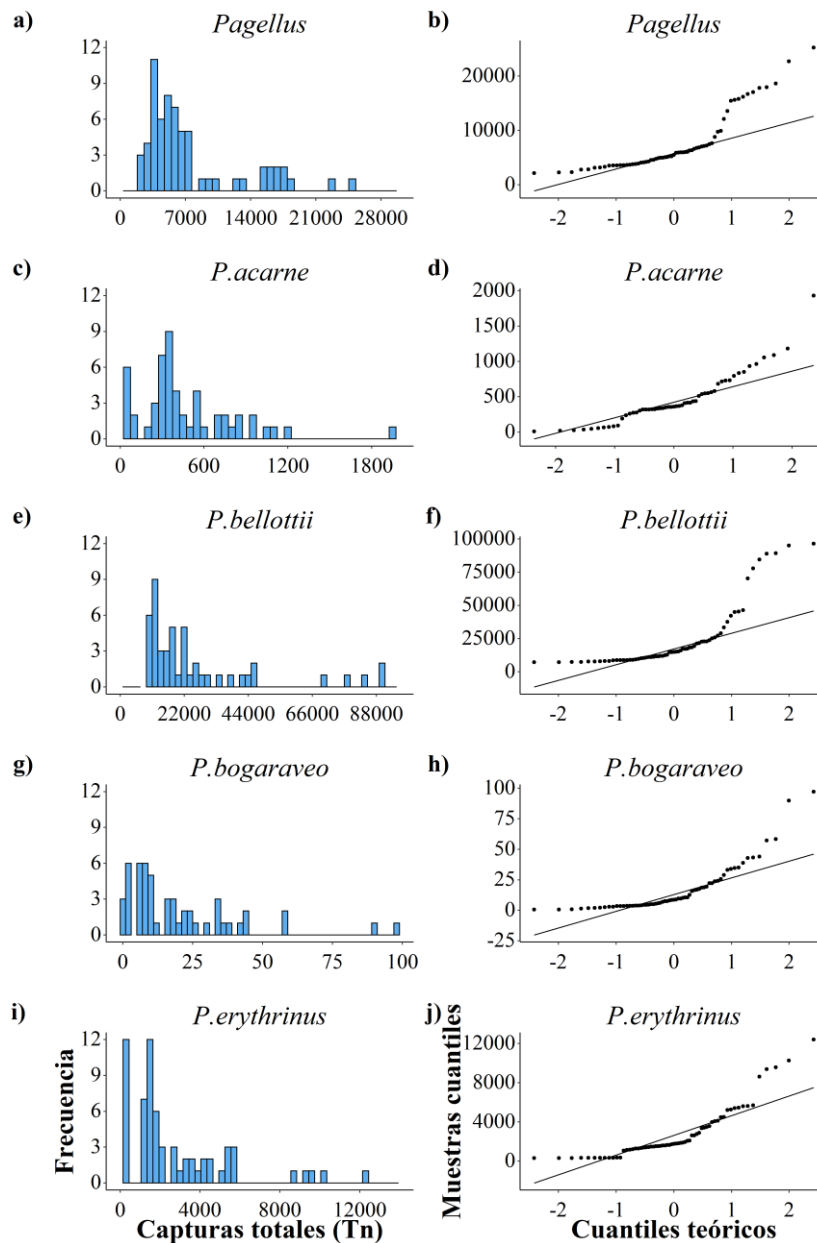 a) Pagellus
12
9
6
3
0
0 7000 14000 21000 28000
b) Pagellus
20000
10000
0
-2 -1 0 1 2
c) P.acarne
12
9
6
3
0
0 600 1200 1800
d) P.acarne
2000
1500
1000
500
0
-2 -1 0 1 2
e) P.bellottii
12
9
6
3
0
0 22000 44000 66000 88000
f) P.bellottii
100000
75000
50000
25000
0
-2 -1 0 1 2
g) P.bogaraveo
12
9
6
3
0
0 25 50 75 100
h) P.bogaraveo
100
75
50
25
0
-25
-2 -1 0 1 2
i) P.erythrinus
Frecuencia
12
9
6
3
0
0 4000 8000 12000
Capturas totales (Tn)
j) P.erythrinus
Muestras cuantiles
12000
8000
4000
0
-2 -1 0 1 2
Cuantiles teóricos